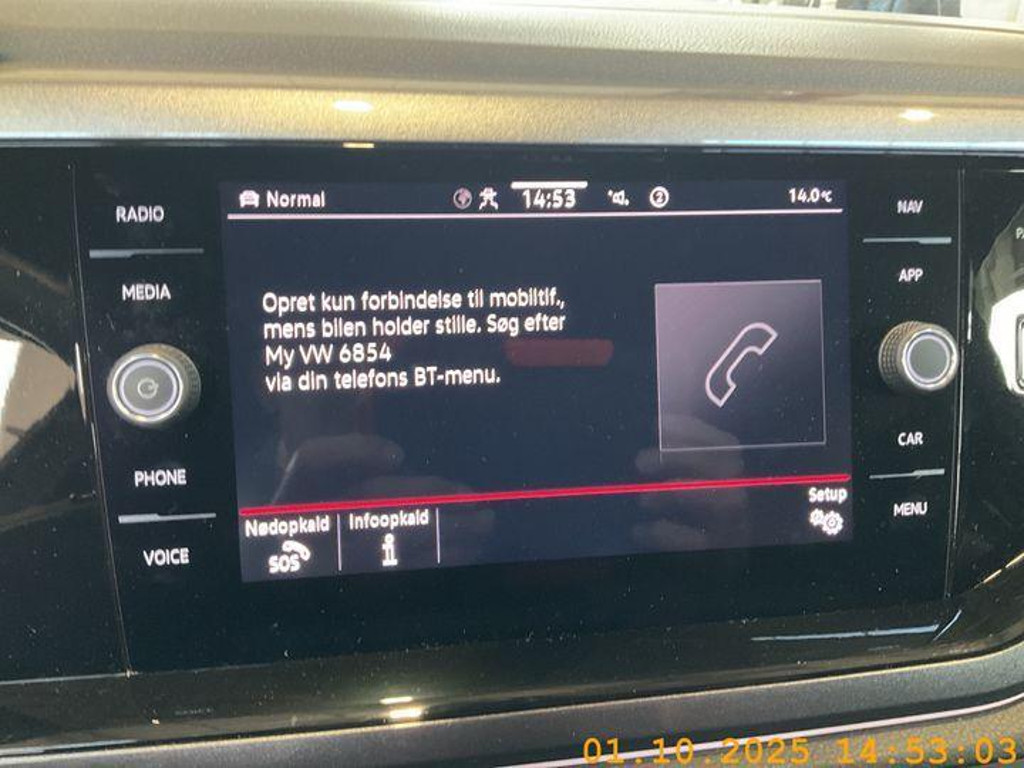 RADIO
MEDIA
PHONE
VOICE
Normal
14:53
2
14.0°C
Opret kun forbindelse til mobiltlf.,
mens bilen holder stille. Søg efter
My VW 6854
via din telefons BT-menu.
Nødopkald
SOS
Infoopkald
i
Setup
NAV
APP
CAR
MENU
01.10.2025 14:53:03